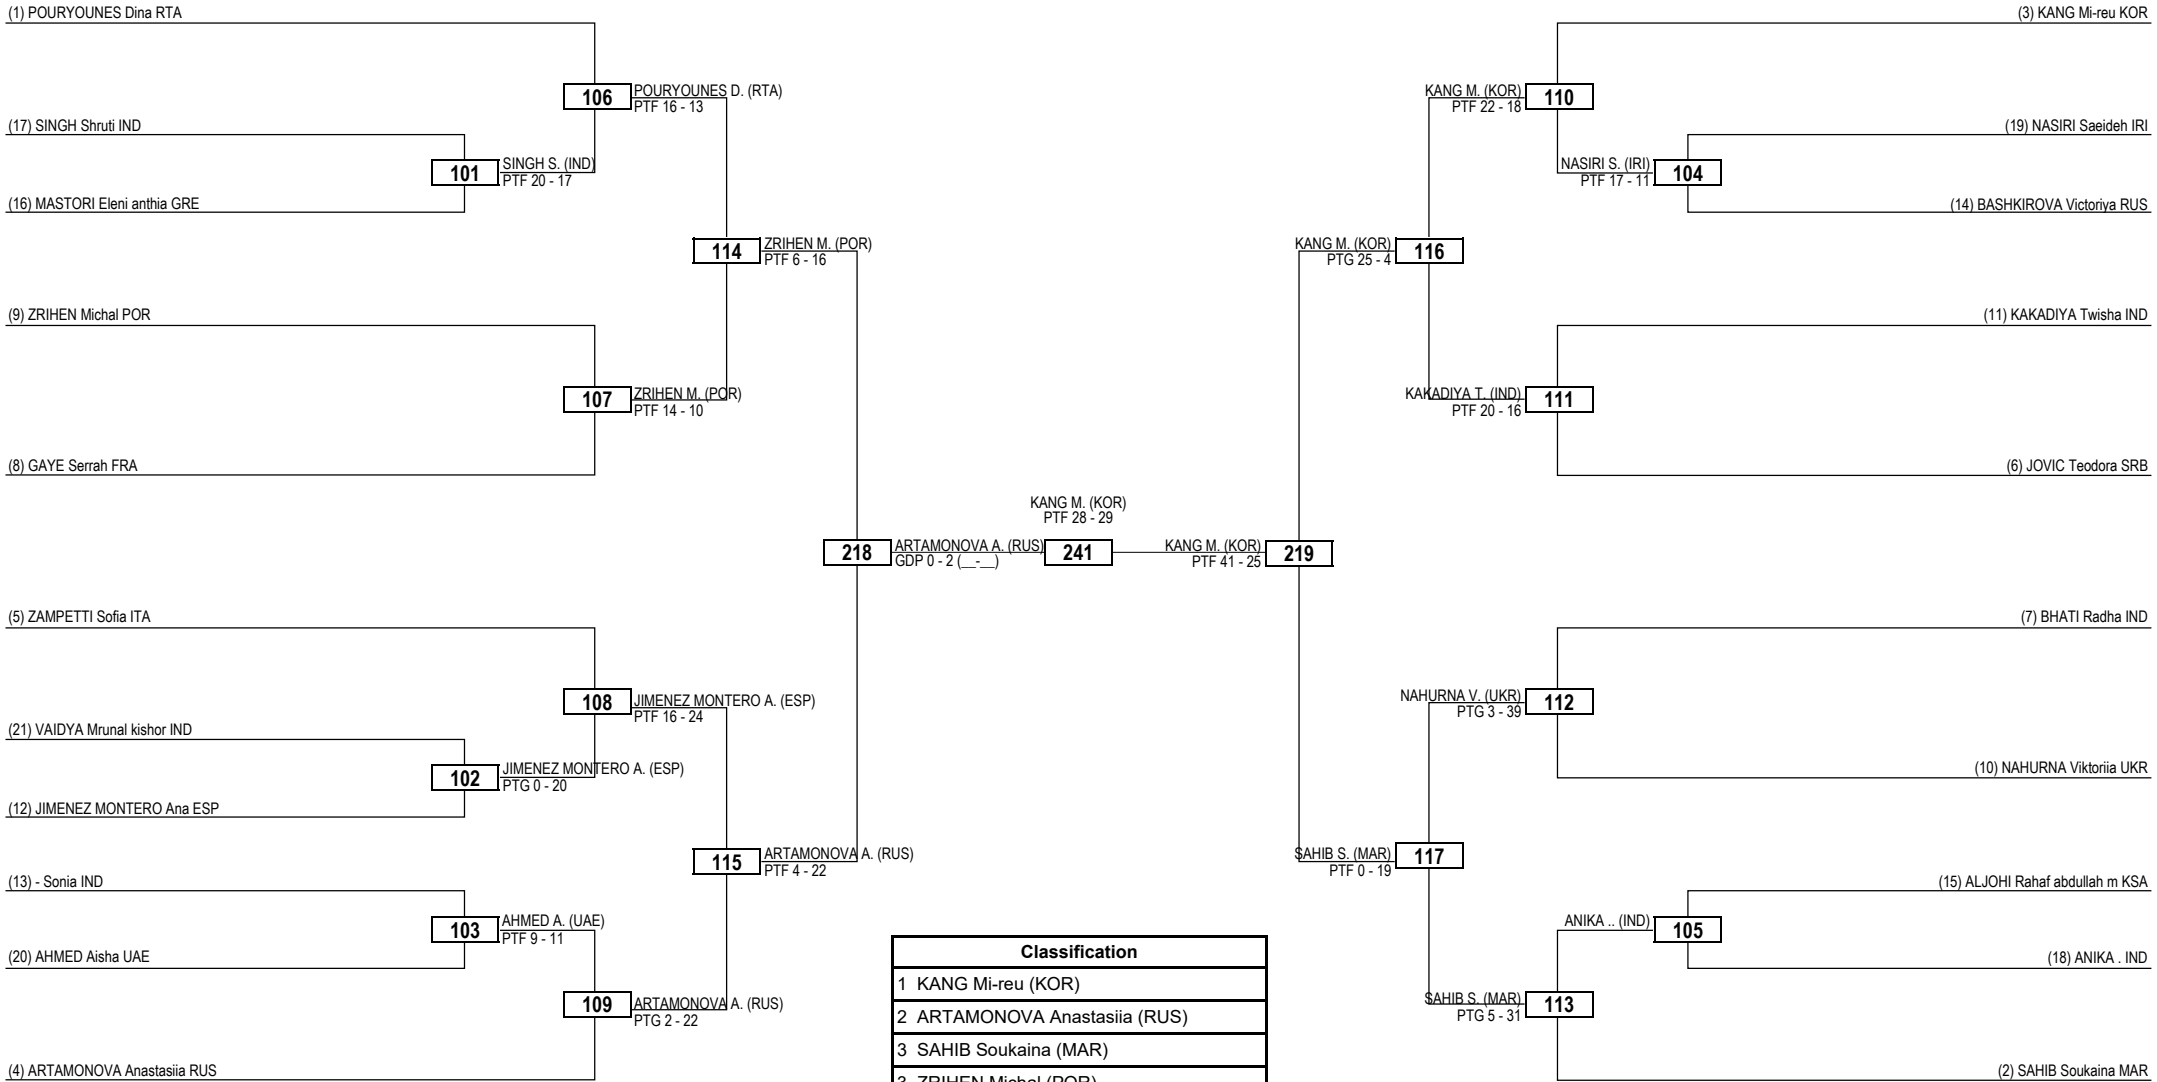 (1) POURYOUNES Dina RTA
(3) KANG Mi-reu KOR
106
POURYOUNES D. (RTA)
PTF 16 - 13
KANG M. (KOR)
PTF 22 - 18
110
(17) SINGH Shruti IND
(19) NASIRI Saeideh IRI
101
SINGH S. (IND)
PTF 20 - 17
NASIRI S. (IRI)
PTF 17 - 11
104
(16) MASTORI Eleni anthia GRE
(14) BASHKIROVA Victoriya RUS
114
ZRIHEN M. (POR)
PTF 6 - 16
KANG M. (KOR)
PTG 25 - 4
116
(9) ZRIHEN Michal POR
(11) KAKADIYA Twisha IND
107
ZRIHEN M. (POR)
PTF 14 - 10
KAKADIYA T. (IND)
PTF 20 - 16
111
(8) GAYE Serrah FRA
(6) JOVIC Teodora SRB
KANG M. (KOR)
PTF 28 - 29
218
ARTAMONOVA A. (RUS)
GDP 0 - 2 (__-__)
241
KANG M. (KOR)
PTF 41 - 25
219
(5) ZAMPETTI Sofia ITA
(7) BHATI Radha IND
108
JIMENEZ MONTERO A. (ESP)
PTF 16 - 24
NAHURNA V. (UKR)
PTG 3 - 39
112
(21) VAIDYA Mrunal kishor IND
102
JIMENEZ MONTERO A. (ESP)
PTG 0 - 20
(10) NAHURNA Viktoriia UKR
(12) JIMENEZ MONTERO Ana ESP
115
ARTAMONOVA A. (RUS)
PTF 4 - 22
SAHIB S. (MAR)
PTF 0 - 19
117
(13) - Sonia IND
(15) ALJOHI Rahaf abdullah m KSA
103
AHMED A. (UAE)
PTF 9 - 11
ANIKA .. (IND)
105
(20) AHMED Aisha UAE
(18) ANIKA . IND
109
ARTAMONOVA A. (RUS)
PTG 2 - 22
SAHIB S. (MAR)
PTG 5 - 31
113
(4) ARTAMONOVA Anastasiia RUS
(2) SAHIB Soukaina MAR
Classification
1 KANG Mi-reu (KOR)
2 ARTAMONOVA Anastasiia (RUS)
3 SAHIB Soukaina (MAR)
3 ZRIHEN Michal (POR)